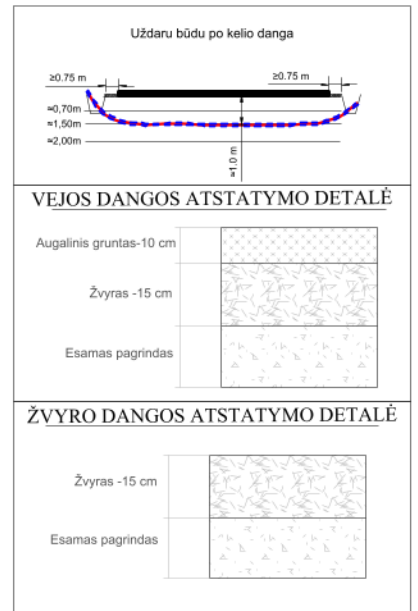 Uždaru būdu po kelio danga
≥0.75 m
≥0.75 m
≈0,70m
≈1,50m
≈2,00m
≈1.0 m
VEJOS DANGOS ATSTATYMO DETALĖ
Augalinis gruntas-10 cm
Žvyras -15 cm
Esamas pagrindas
ŽVYRO DANGOS ATSTATYMO DETALĖ
Žvyras -15 cm
Esamas pagrindas